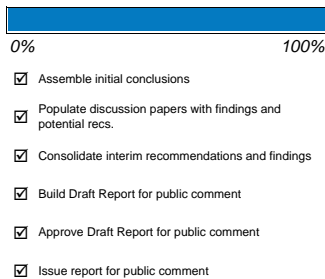 0% 100%
Assemble initial conclusions
Populate discussion papers with findings and
potential recs.
Consolidate interim recommendations and findings
Build Draft Report for public comment
Approve Draft Report for public comment
Issue report for public comment